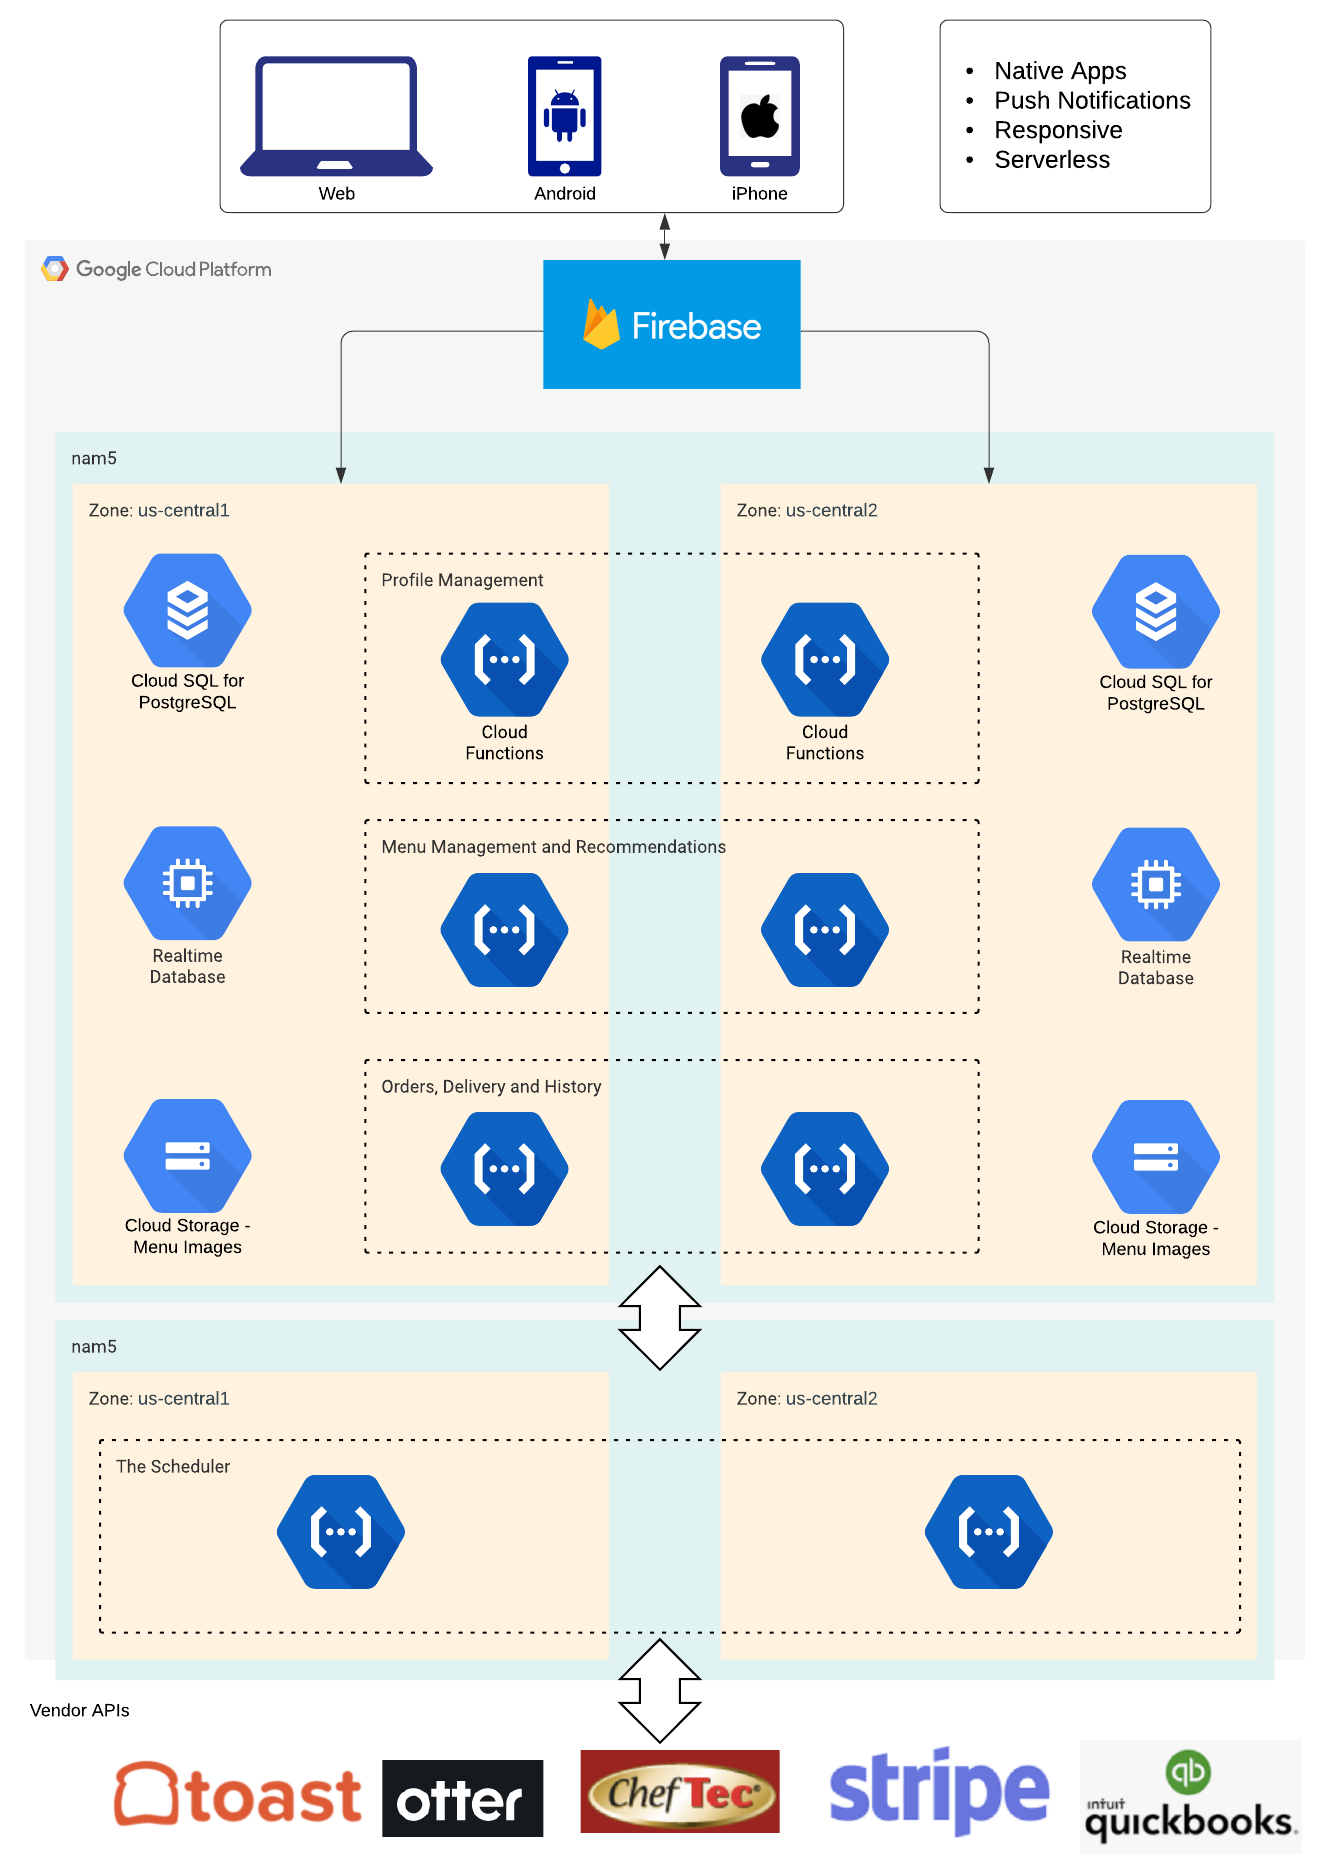 Web
Android
iPhone
• Native Apps
• Push Notifications
• Responsive
• Serverless
Google Cloud Platform
Firebase
nam5
Zone: us-central1
Zone: us-central2
Profile Management
Cloud SQL for
PostgreSQL
Cloud
Functions
Cloud
Functions
Cloud SQL for
PostgreSQL
Menu Management and Recommendations
Realtime
Database
Realtime
Database
Orders, Delivery and History
Cloud Storage -
Menu Images
Cloud Storage -
Menu Images
nam5
Zone: us-central1
Zone: us-central2
The Scheduler
Vendor APIs
toast
otter
ChefTec®
stripe
qb
intuit
quickbooks.